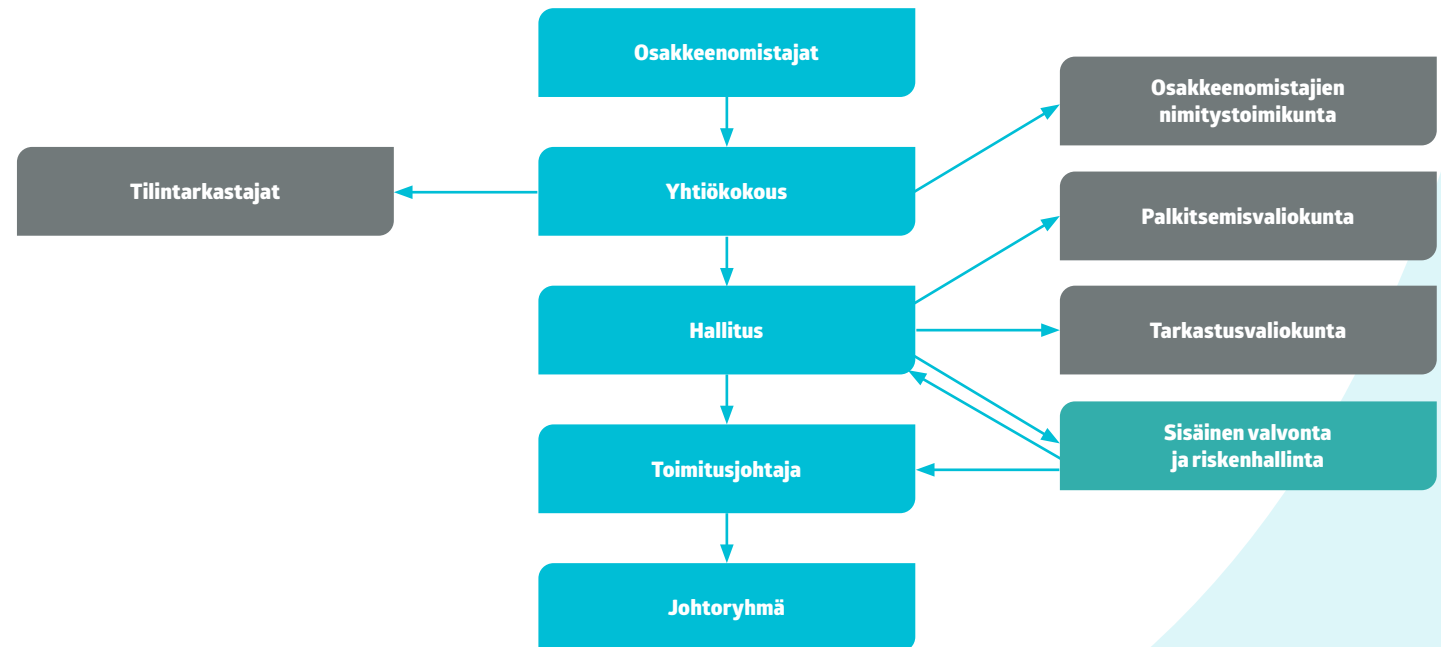 Osakkeenomistajat
Osakkeenomistajien
nimitystoimikunta
Tilintarkastajat
Yhtiökokous
Palkitsemisvaliokunta
Hallitus
Tarkastusvaliokunta
Sisäinen valvonta
ja riskenhallinta
Toimitusjohtaja
Johtoryhmä